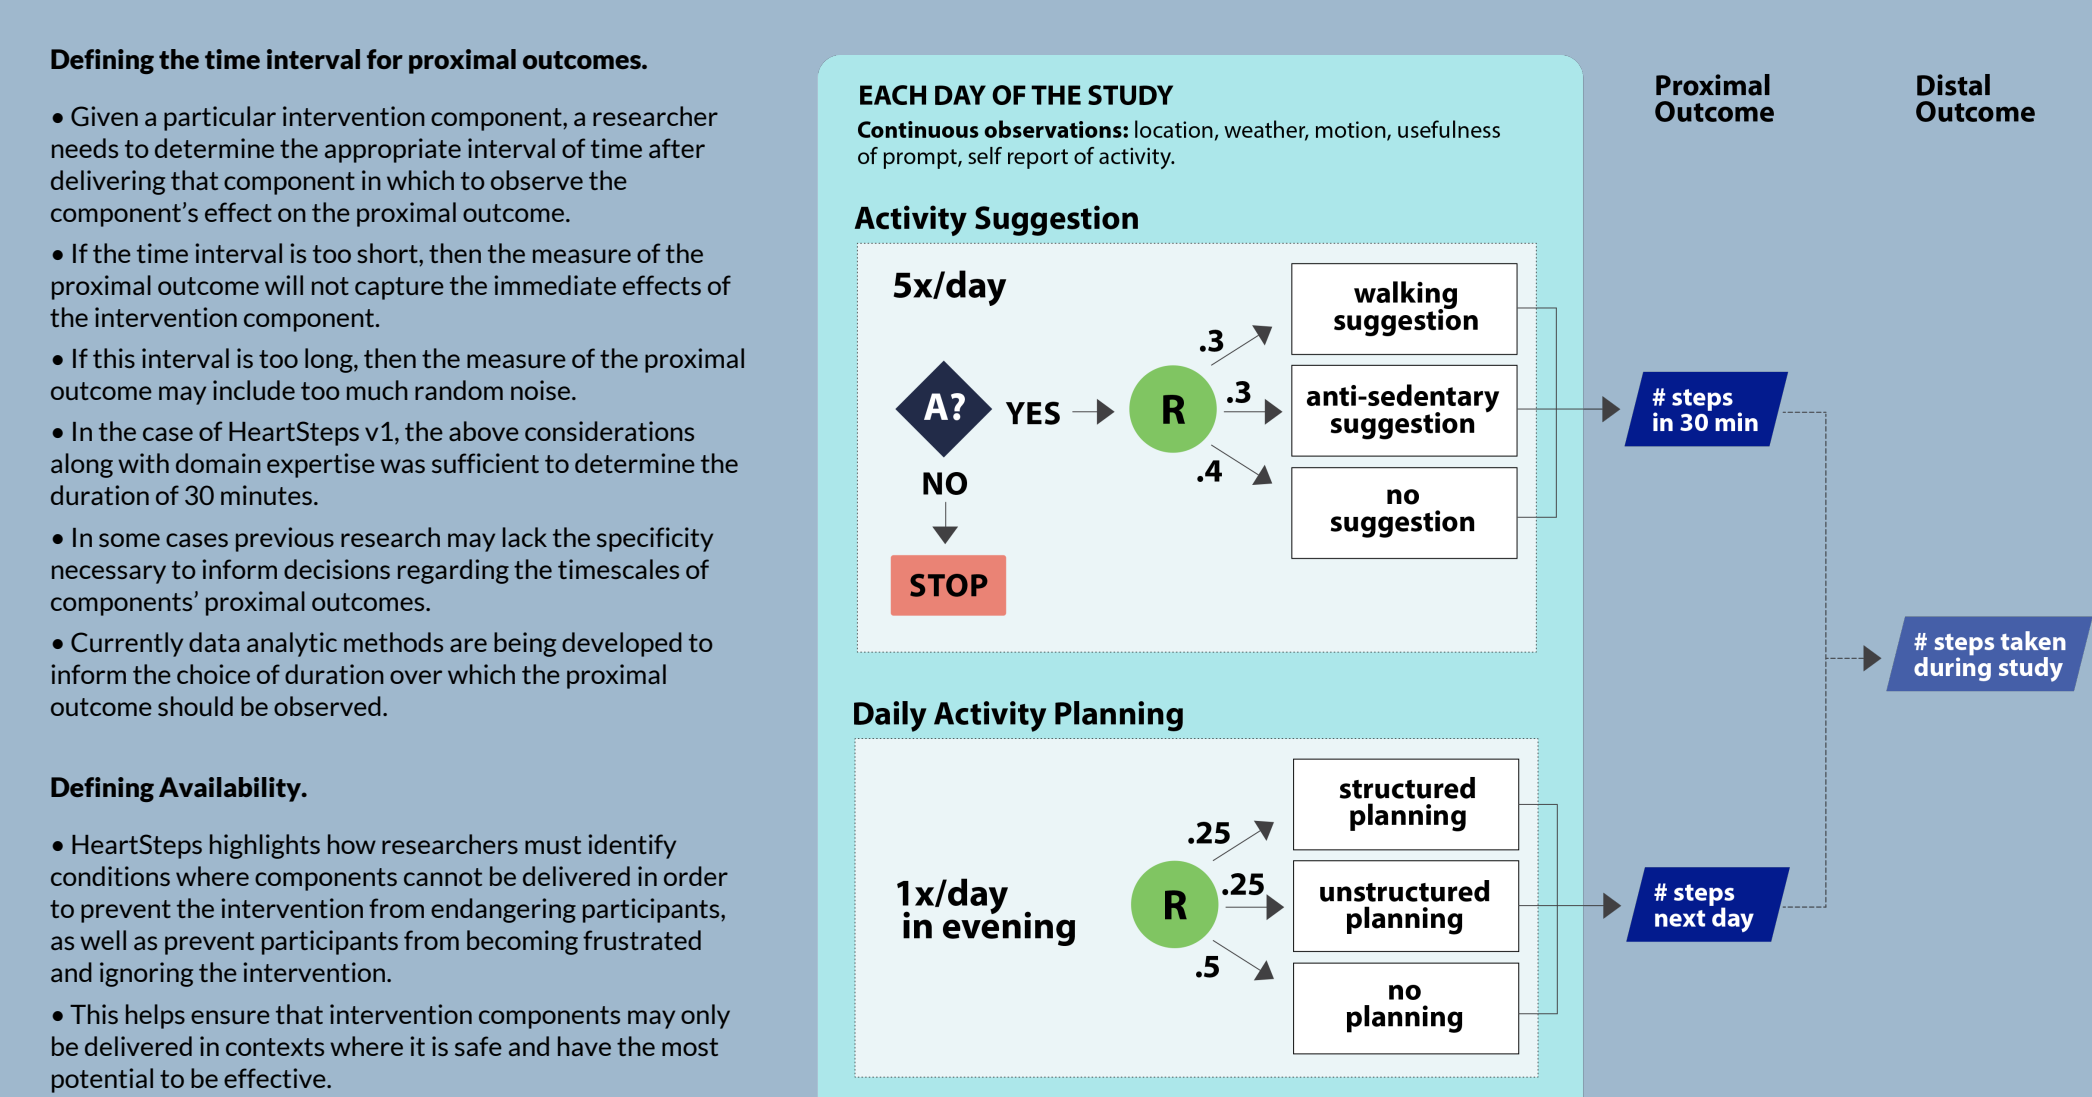 Defining the time interval for proximal outcomes.
• Given a particular intervention component, a researcher
needs to determine the appropriate interval of time after
delivering that component in which to observe the
component's effect on the proximal outcome.
• If the time interval is too short, then the measure of the
proximal outcome will not capture the immediate effects of
the intervention component.
• If this interval is too long, then the measure of the proximal
outcome may include too much random noise.
• In the case of HeartSteps v1, the above considerations
along with domain expertise was sufficient to determine the
duration of 30 minutes.
• In some cases previous research may lack the specificity
necessary to inform decisions regarding the timescales of
components' proximal outcomes.
• Currently data analytic methods are being developed to
inform the choice of duration over which the proximal
outcome should be observed.
Defining Availability.
• HeartSteps highlights how researchers must identify
conditions where components cannot be delivered in order
to prevent the intervention from endangering participants,
as well as prevent participants from becoming frustrated
and ignoring the intervention.
• This helps ensure that intervention components may only
be delivered in contexts where it is safe and have the most
potential to be effective.
EACH DAY OF THE STUDY
Continuous observations: location, weather, motion, usefulness
of prompt, self report of activity.
Activity Suggestion
5x/day
A?
YES
NO
STOP
R
.3
.3
.4
walking
suggestion
anti-sedentary
suggestion
no
suggestion
Daily Activity Planning
1x/day
in evening
R
.25
.25
.5
structured
planning
unstructured
planning
no
planning
Proximal
Outcome
# steps
in 30 min
# steps
next day
Distal
Outcome
# steps taken
during study